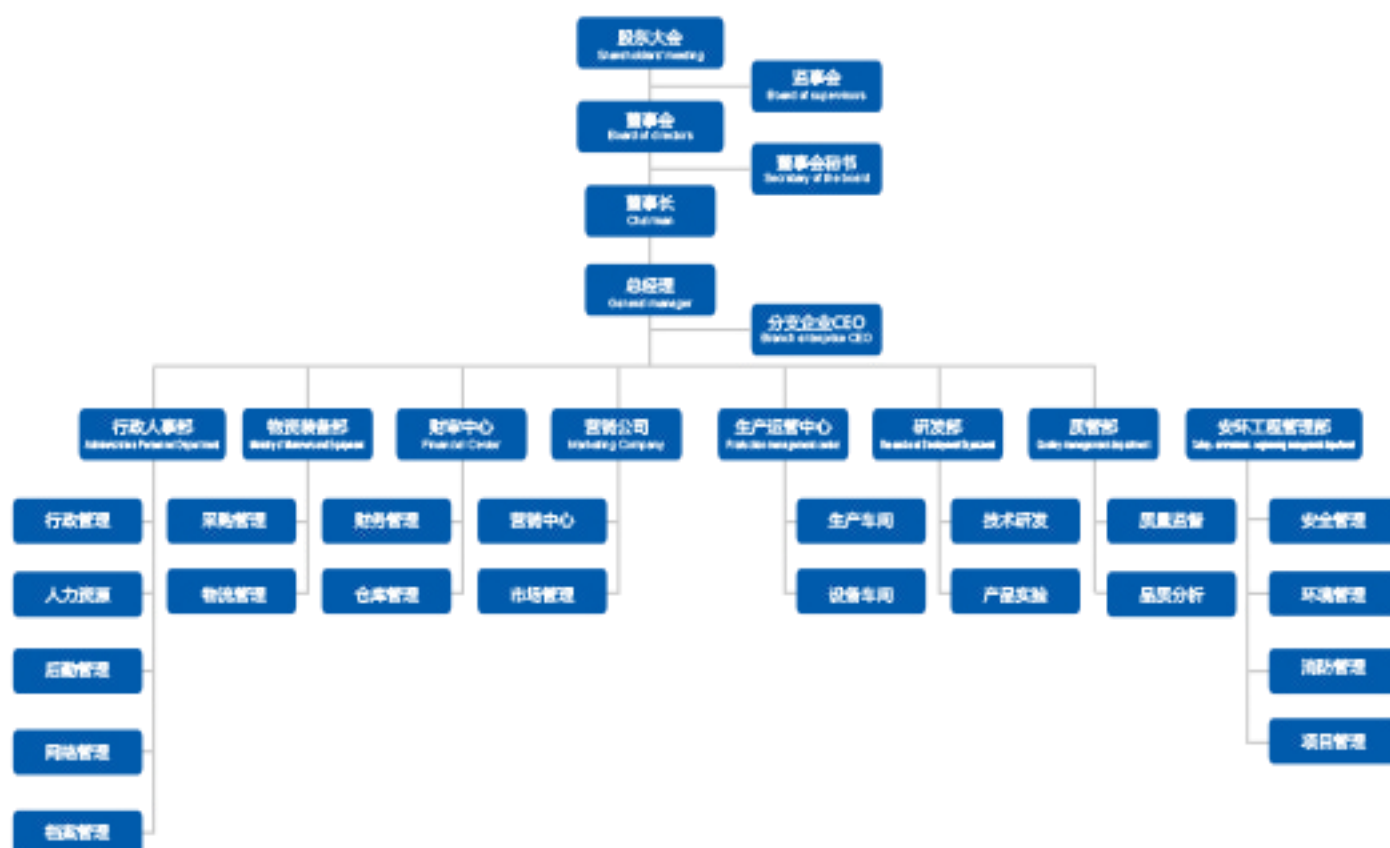 股东大会
Shareholders' meeting
监事会
Board of supervisors
董事会
Board of directors
董事会秘书
Secretary of the board
董事长
Chairman
总经理
General manager
分支企业CEO
Branch enterprise CEO
行政人事部
物资装备部
财审中心
Financial Center
营销公司
Marketing Company
生产运营中心
Production management center
研发部
质管部
Quality management department
安环工程管理部
行政管理
采购管理
财务管理
营销中心
生产车间
技术研发
质量监督
安全管理
人力资源
物流管理
仓库管理
市场管理
设备车间
产品实验
品质分析
环境管理
后勤管理
消防管理
网络管理
项目管理
档案管理